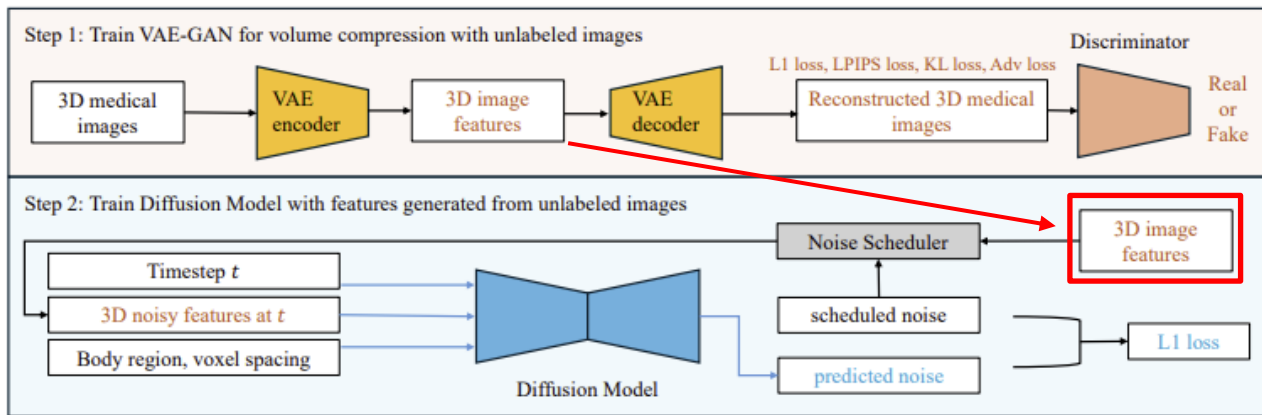 Step 1: Train VAE-GAN for volume compression with unlabeled images
3D medical
images
VAE
encoder
3D image
features
VAE
decoder
L1 loss, LPIPS loss, KL loss, Adv loss
Reconstructed 3D medical
images
Discriminator
Real
or
Fake
Step 2: Train Diffusion Model with features generated from unlabeled images
Timestep t
3D noisy features at t
Body region, voxel spacing
Diffusion Model
Noise Scheduler
3D image
features
scheduled noise
predicted noise
L1 loss